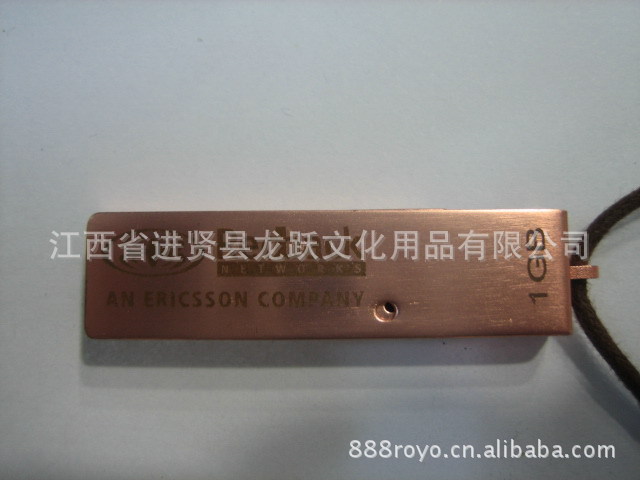 江西省进贤县龙跃文化用品有限公司
NETWORKS
AN ERICSSON COMPANY
1GB
888royo.cn.alibaba.com